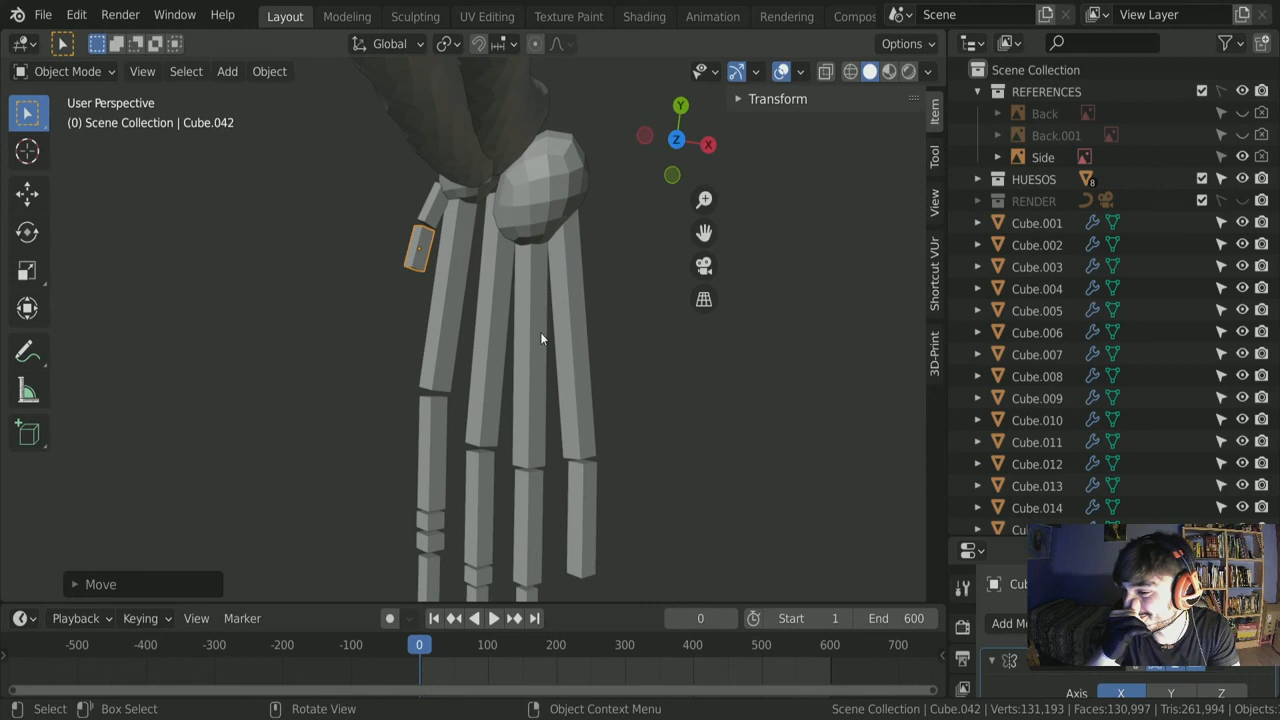 File Edit Render Window Help Layout Modeling Sculpting UV Editing Texture Paint Shading Animation Rendering Compos Scene View Layer
Global Options
Object Mode View Select Add Object
User Perspective
(0) Scene Collection | Cube.042
Transform
Y
Z
X
Item
Tool
View
Shortcut VUr
3D-Print
Move
Scene Collection
REFERENCES
Back
Back.001
Side
HUESOS 8
RENDER
Cube.001
Cube.002
Cube.003
Cube.004
Cube.005
Cube.006
Cube.007
Cube.008
Cube.009
Cube.010
Cube.011
Cube.012
Cube.013
Cube.014
Cub
Add Mo
Axis X Y Z
Playback Keying View Marker 0 Start 1 End 600
-500 -400 -300 -200 -100 0 100 200 300 400 500 600 700
Select Box Select Rotate View Object Context Menu Scene Collection | Cube.042 | Verts:131,193 | Faces:130,997 | Tris:261,994 | Objects: